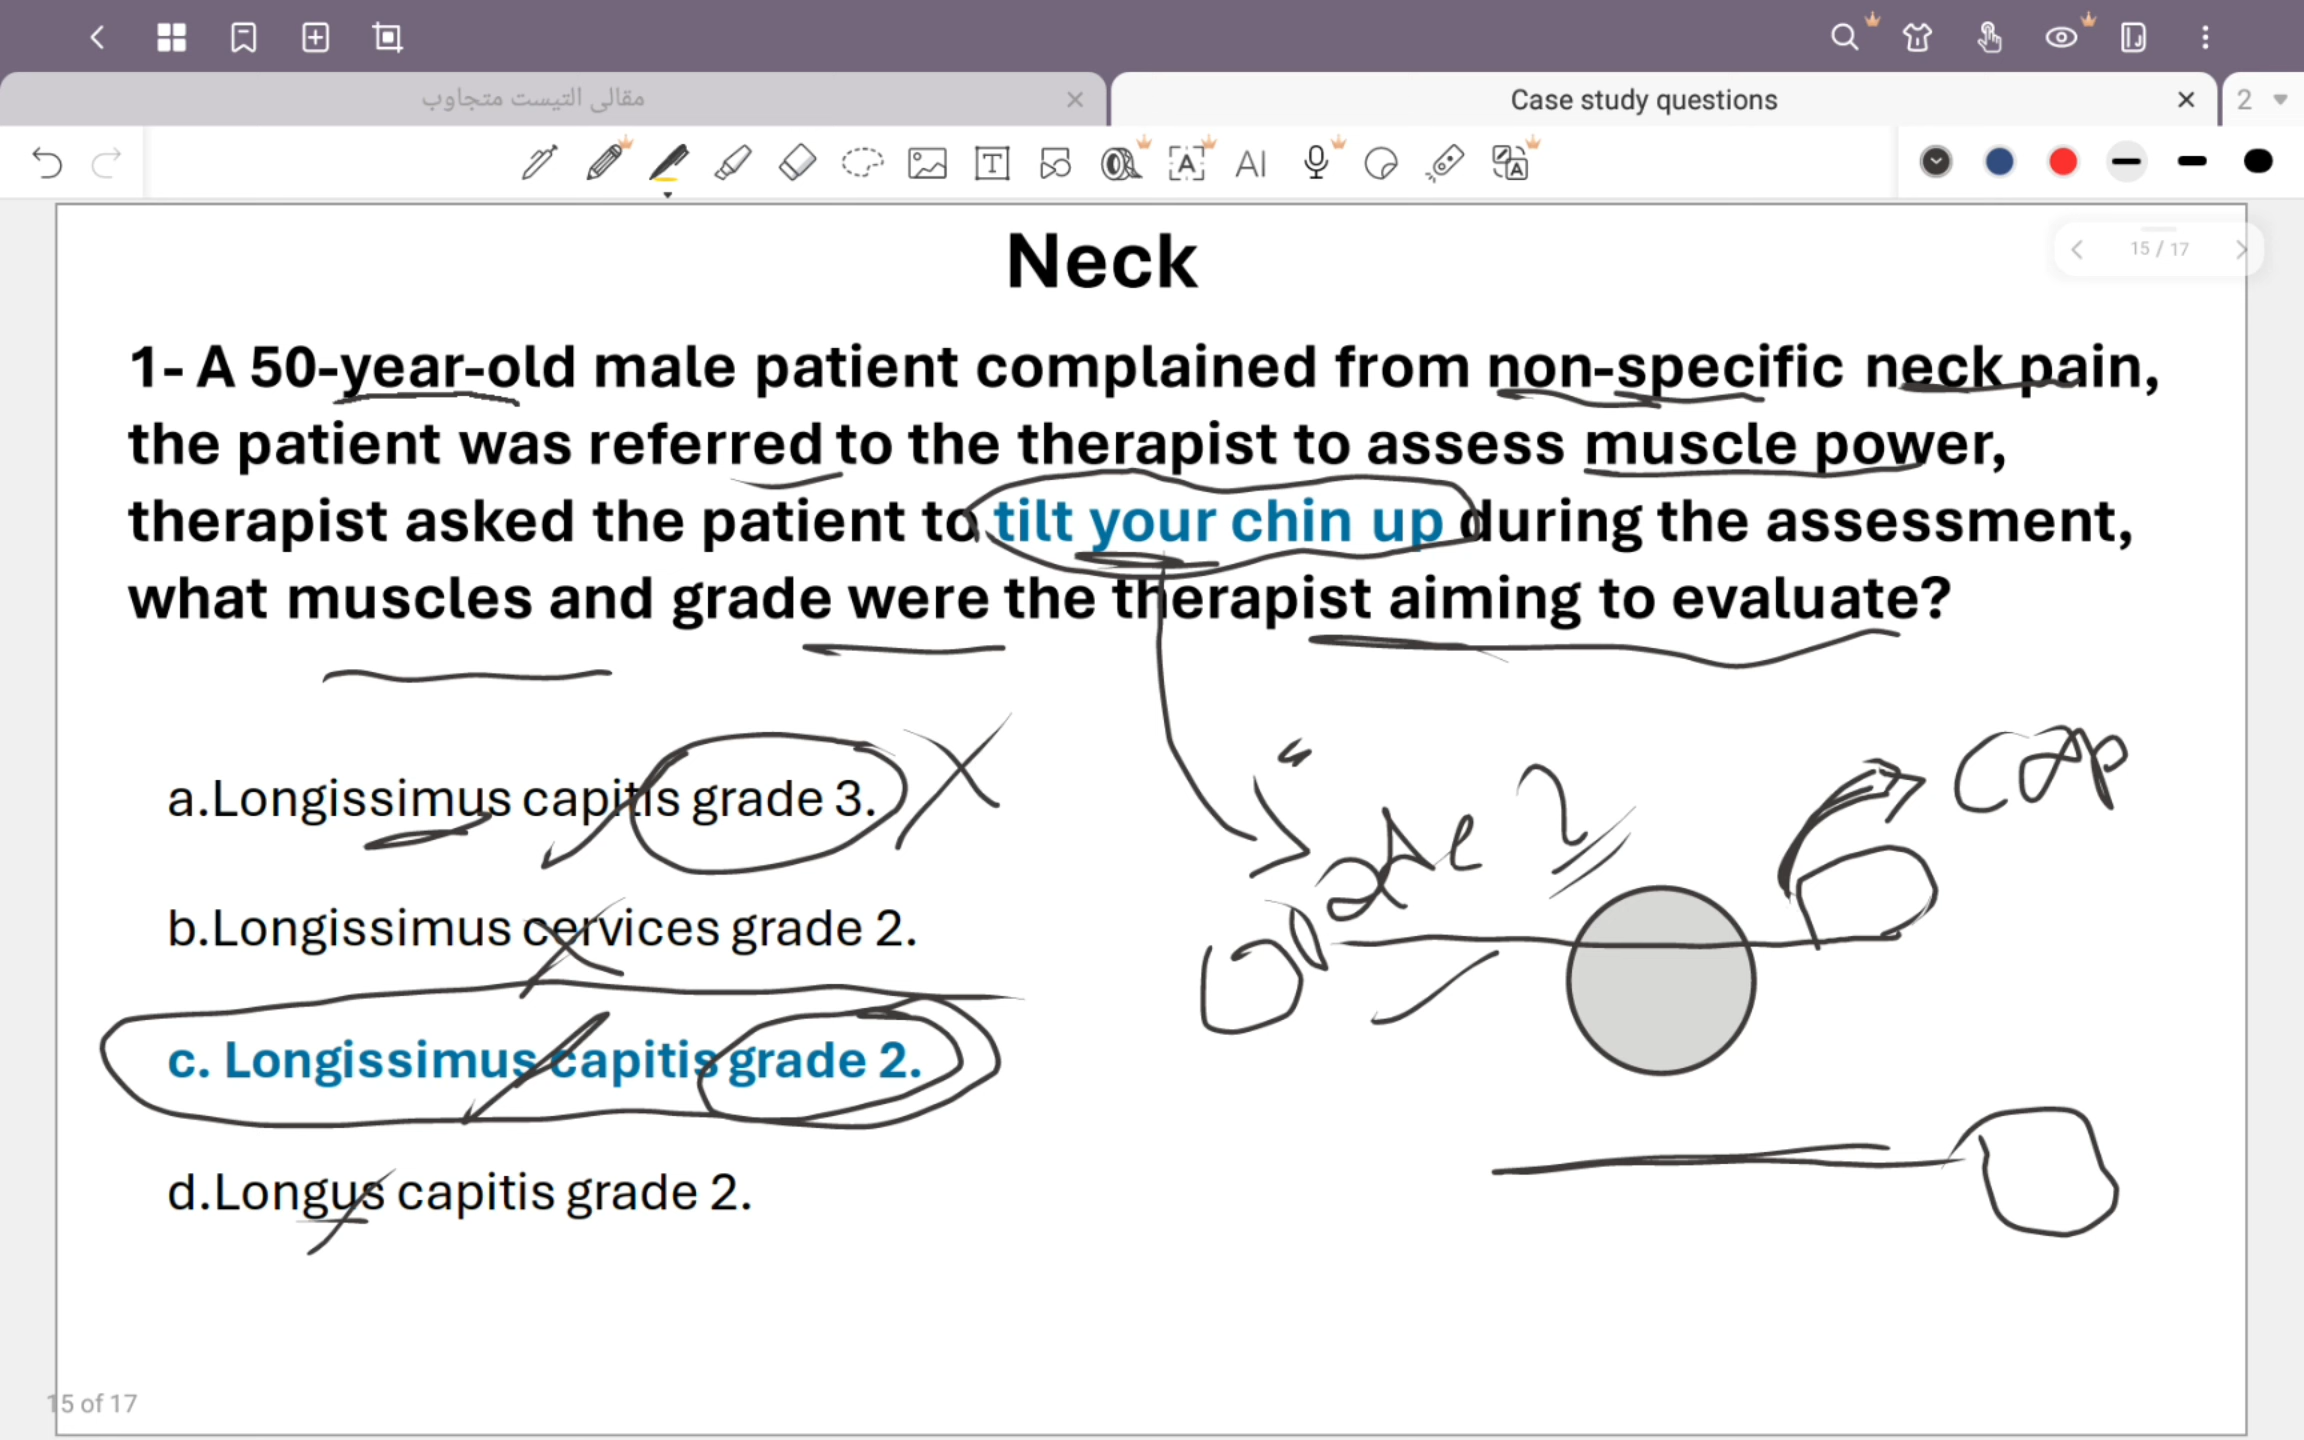 مقالى التيست متجاوب
Case study questions
2
AI
Neck
15 / 17
1- A 50-year-old male patient complained from non-specific neck pain,
the patient was referred to the therapist to assess muscle power,
therapist asked the patient to tilt your chin up during the assessment,
what muscles and grade were the therapist aiming to evaluate?
Cap
a.Longissimus capitis grade 3.
b.Longissimus cervices grade 2.
c. Longissimus capitis grade 2.
d.Longus capitis grade 2.
15 of 17